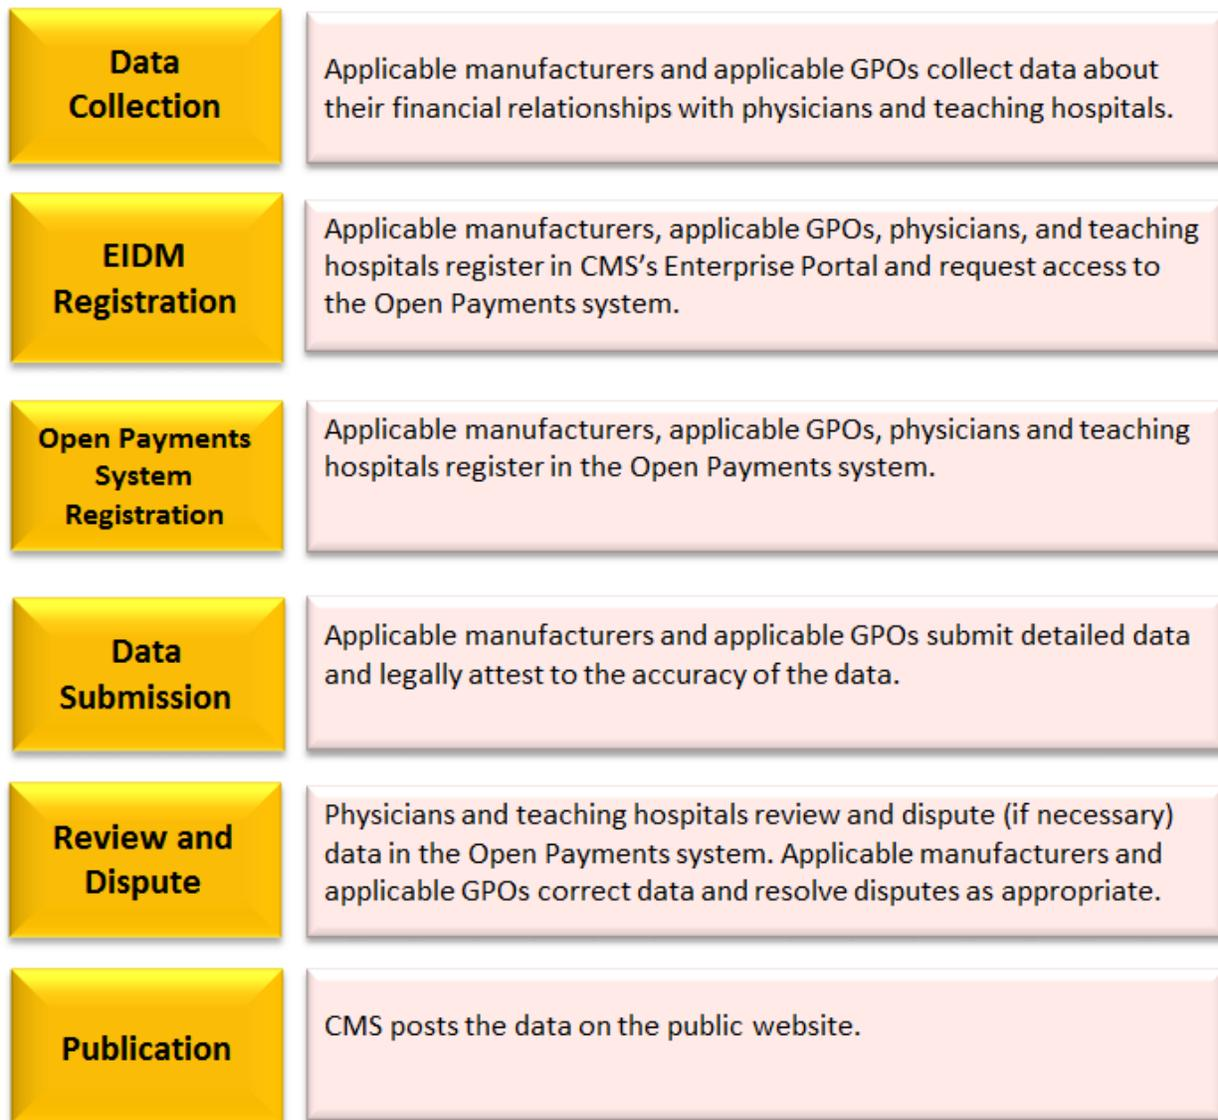 Data
Collection
Applicable manufacturers and applicable GPOs collect data about
their financial relationships with physicians and teaching hospitals.
EIDM
Registration
Applicable manufacturers, applicable GPOs, physicians, and teaching
hospitals register in CMS's Enterprise Portal and request access to
the Open Payments system.
Open Payments
System
Registration
Applicable manufacturers, applicable GPOs, physicians and teaching
hospitals register in the Open Payments system.
Data
Submission
Applicable manufacturers and applicable GPOs submit detailed data
and legally attest to the accuracy of the data.
Review and
Dispute
Physicians and teaching hospitals review and dispute (if necessary)
data in the Open Payments system. Applicable manufacturers and
applicable GPOs correct data and resolve disputes as appropriate.
Publication
CMS posts the data on the public website.